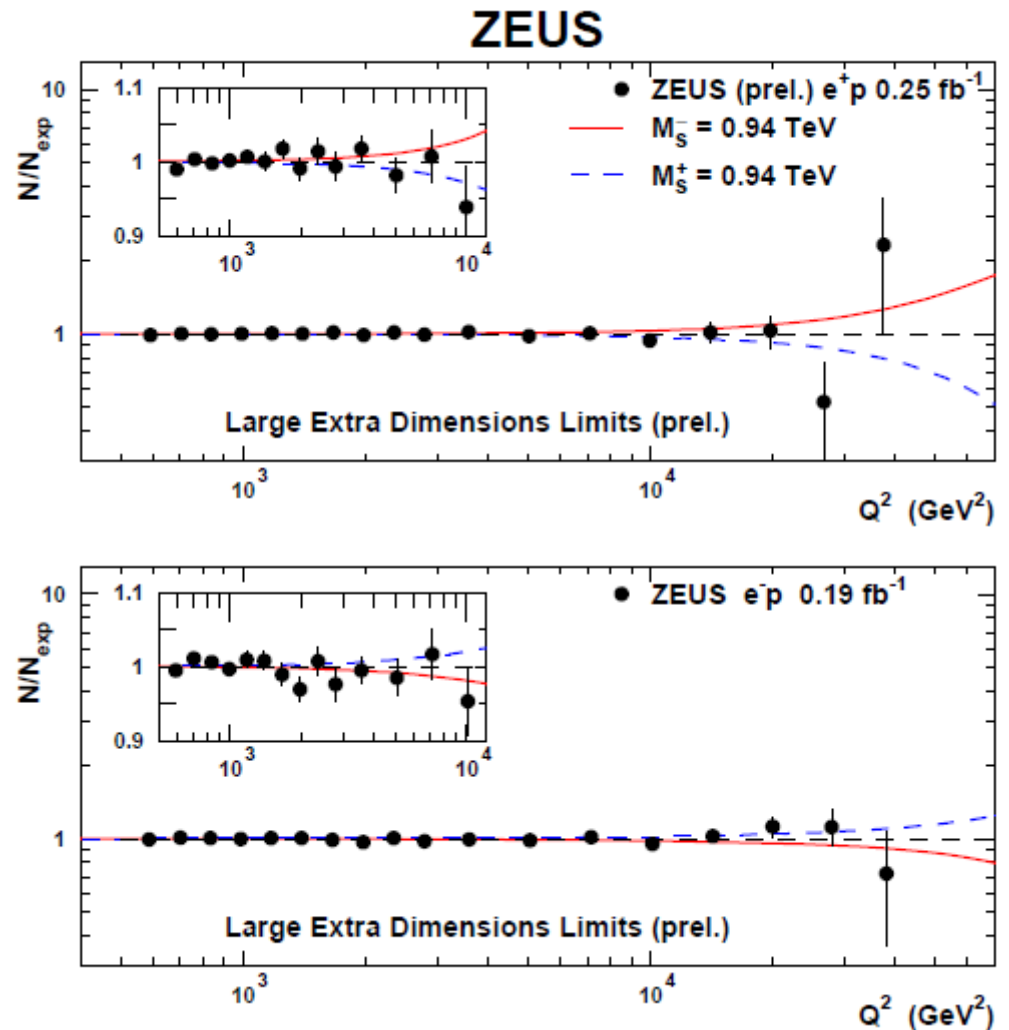 ZEUS
N/N_exp
10
1
1.1
1
0.9
10^3
10^4
ZEUS (prel.) e^+p 0.25 fb^-1
M_S^- = 0.94 TeV
M_S^+ = 0.94 TeV
Large Extra Dimensions Limits (prel.)
10^3
10^4
Q^2 (GeV^2)
N/N_exp
10
1
1.1
1
0.9
10^3
10^4
ZEUS e^-p 0.19 fb^-1
Large Extra Dimensions Limits (prel.)
10^3
10^4
Q^2 (GeV^2)